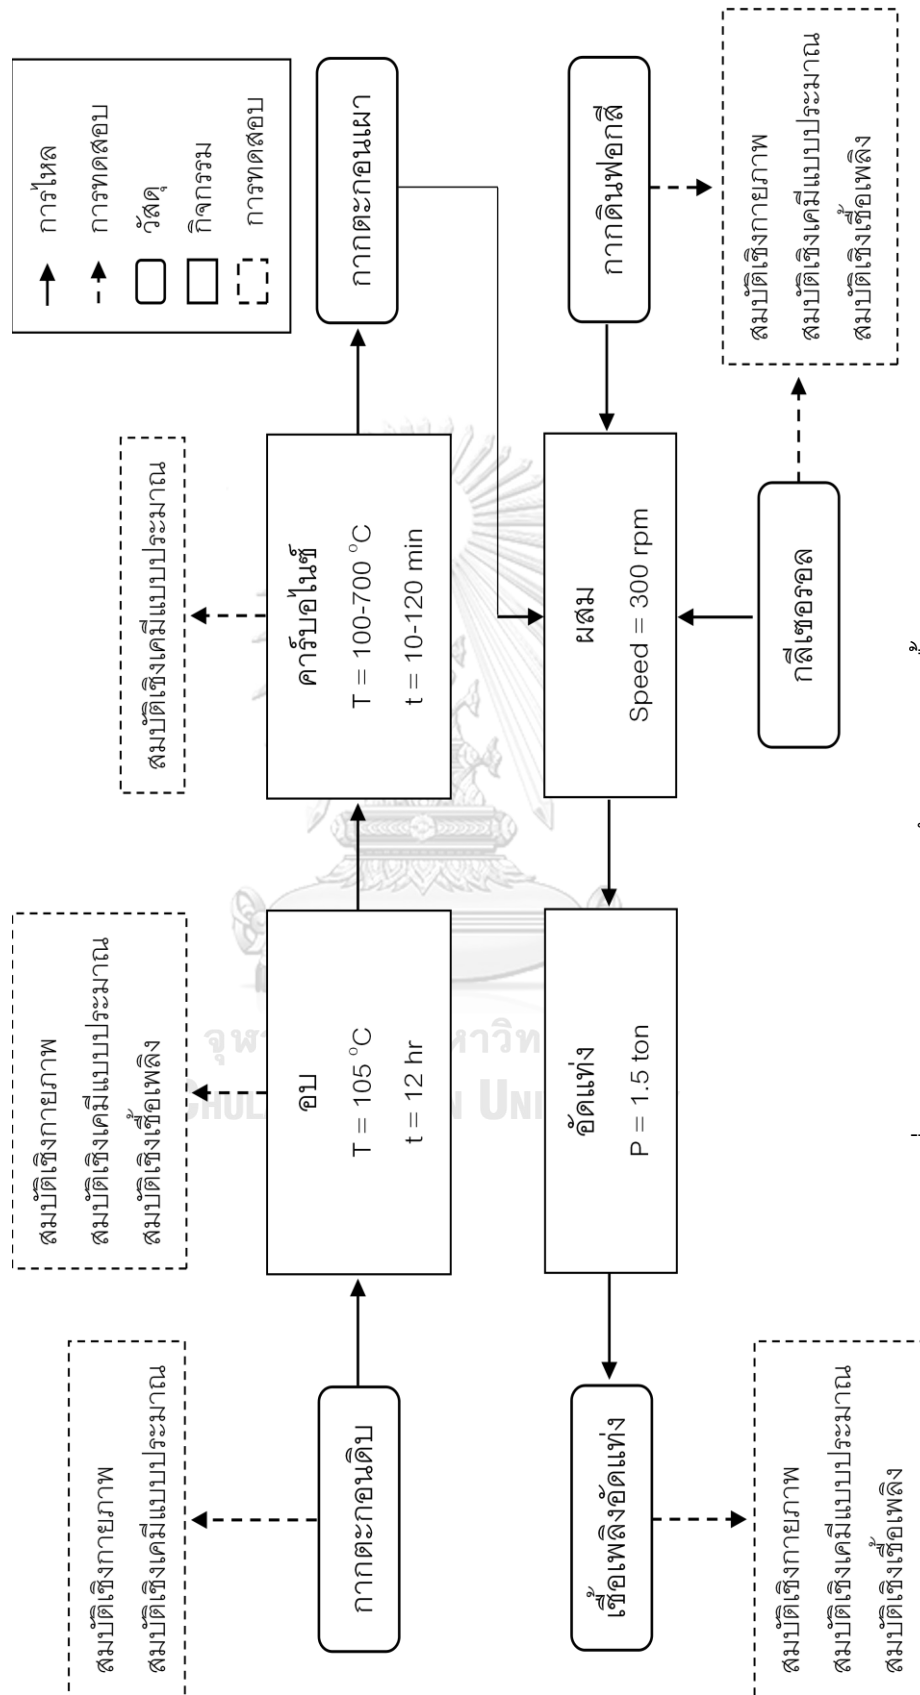 สมบัติเชิงกายภาพ
สมบัติเชิงเคมีแบบประมาณ
สมบัติเชิงกายภาพ
สมบัติเชิงเคมีแบบประมาณ
สมบัติเชิงเชื้อเพลิง
สมบัติเชิงเคมีแบบประมาณ
การไหล
การทดสอบ
วัสดุ
กิจกรรม
การทดสอบ
กากตะกอนดิบ
อบ
T = 105 °C
t = 12 hr
คาร์บอไนซ์
T = 100-700 °C
t = 10-120 min
กากตะกอนเผา
เชื้อเพลิงอัดแท่ง
อัดแท่ง
P = 1.5 ton
ผสม
Speed = 300 rpm
กากดินฟอกสี
สมบัติเชิงกายภาพ
สมบัติเชิงเคมีแบบประมาณ
สมบัติเชิงเชื้อเพลิง
กลีเซอรอล
สมบัติเชิงกายภาพ
สมบัติเชิงเคมีแบบประมาณ
สมบัติเชิงเชื้อเพลิง